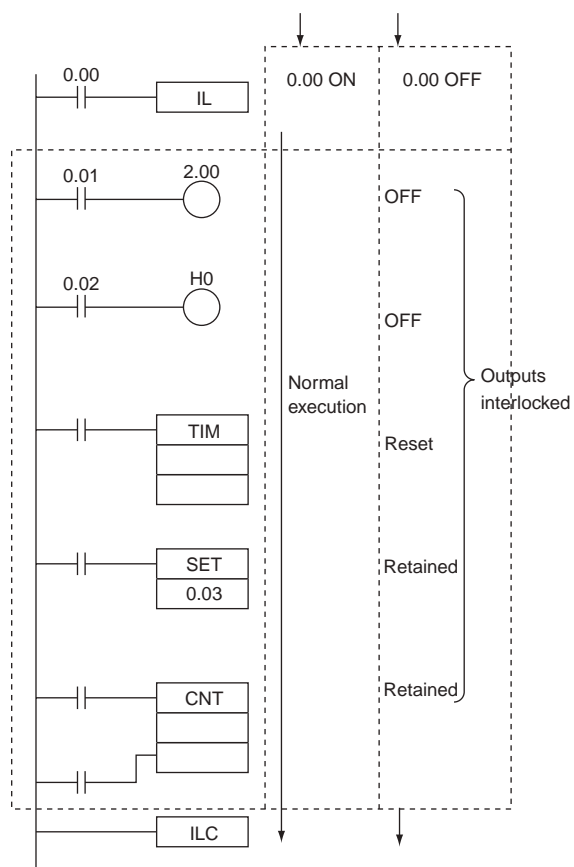 0.00
IL
0.00 ON
0.00 OFF
0.01
2.00
OFF
0.02
H0
OFF
Normal
execution
Outputs
interlocked
TIM
Reset
SET
0.03
Retained
CNT
Retained
ILC